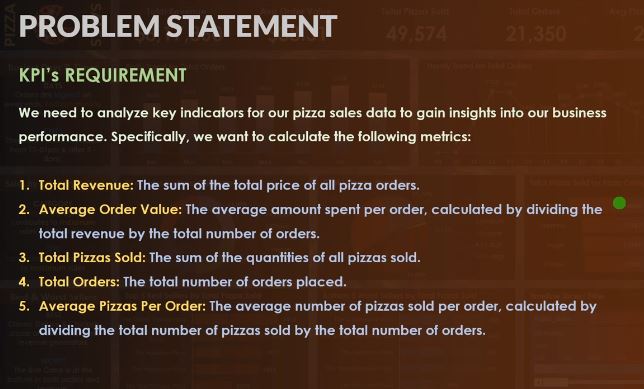 PROBLEM STATEMENT
49,574
21,350
KPI's REQUIREMENT
We need to analyze key indicators for our pizza sales data to gain insights into our business
performance. Specifically, we want to calculate the following metrics:
1. Total Revenue: The sum of the total price of all pizza orders.
2. Average Order Value: The average amount spent per order, calculated by dividing the
total revenue by the total number of orders.
3. Total Pizzas Sold: The sum of the quantities of all pizzas sold.
4. Total Orders: The total number of orders placed.
5. Average Pizzas Per Order: The average number of pizzas sold per order, calculated by
dividing the total number of pizzas sold by the total number of orders.